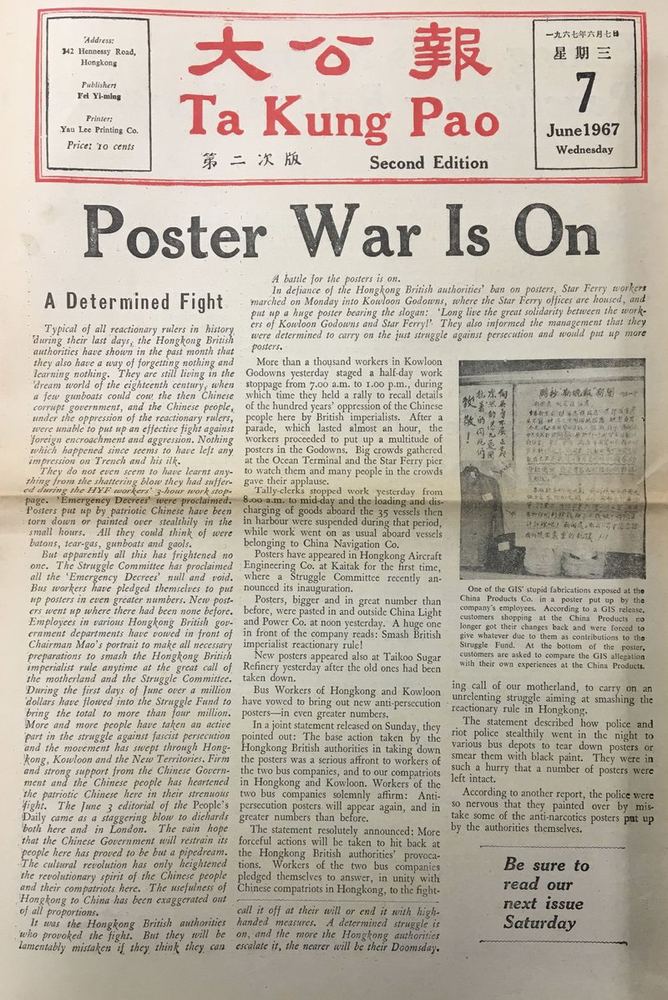 Address:
342 Hennessy Road,
Hongkong
Publisher:
Fei Yi-ming
Printer:
Yau Lee Printing Co.
Price: 10 cents
大公報
Ta Kung Pao
第二次版
Second Edition
一九六七年六月七日
星期三
7
June 1967
Wednesday
Poster War Is On
A Determined Fight
Typical of all reactionary rulers in history
during their last days, the Hongkong British
authorities have shown in the past month that
they also have a way of forgetting nothing and
learning nothing. They are still living in the
dream world of the eighteenth century, when
a few gunboats could cow the then Chinese
corrupt government, and the Chinese people,
under the oppression of the reactionary rulers,
were unable to put up an effective fight against
foreign encroachment and aggression. Nothing
which happened since seems to have left any
impression on Trench and his ilk.
They do not even seem to have learnt any-
thing from the shattering blow they had suffer-
ed during the HYF workers' 3-hour work stop-
page. 'Emergency Decrees' were proclaimed.
Posters put up by patriotic Chinese have been
torn down or painted over stealthily in the
small hours. All they could think of were
batons, tear-gas, gunboats and gaols.
But apparently all this has frightened no
one. The Struggle Committee has proclaimed
all the 'Emergency Decrees' null and void.
Bus workers have pledged themselves to put
up posters in even greater numbers. New post-
ers went up where there had been none before.
Employees in various Hongkong British gov-
ernment departments have vowed in front of
Chairman Mao's portrait to make all necessary
preparations to smash the Hongkong British
imperialist rule anytime at the great call of
the motherland and the Struggle Committee.
During the first days of June over a million
dollars have flowed into the Struggle Fund to
bring the total to more than four million.
More and more people have taken an active
part in the struggle against fascist persecution
and the movement has swept through Hong-
kong, Kowloon and the New Territories. Firm
and strong support from the Chinese Govern-
ment and the Chinese people has heartened
the patriotic Chinese here in their strenuous
fight. The June 3 editorial of the People's
Daily came as a staggering blow to diehards
both here and in London. The vain hope
that the Chinese Government will restrain its
people here has proved to be but a pipedream.
The cultural revolution has only heightened
the revolutionary spirit of the Chinese people
and their compatriots here. The usefulness of
Hongkong to China has been exaggerated out
of all proportions.
It was the Hongkong British authorities
who provoked the fight. But they will be
lamentably mistaken if they think they can
call it off at their will or end it with high-
handed measures. A determined struggle is
on, and the more the Hongkong authorities
escalate it, the nearer will be their Doomsday.
A battle for the posters is on.
In defiance of the Hongkong British authorities' ban on posters, Star Ferry workers
marched on Monday into Kowloon Godowns, where the Star Ferry offices are housed, and
put up a huge poster bearing the slogan: 'Long live the great solidarity between the work-
ers of Kowloon Godowns and Star Ferry!' They also informed the management that they
were determined to carry on the just struggle against persecution and would put up more
posters.
More than a thousand workers in Kowloon
Godowns yesterday staged a half-day work
stoppage from 7.00 a.m. to 1.00 p.m., during
which time they held a rally to recall details
of the hundred years' oppression of the Chinese
people here by British imperialists. After a
parade, which lasted almost an hour, the
workers proceeded to put up a multitude of
posters in the Godowns. Big crowds gathered
at the Ocean Terminal and the Star Ferry pier
to watch them and many people in the crowds
gave their applause.
Tally-clerks stopped work yesterday from
8.00 a.m. to mid-day and the loading and dis-
charging of goods aboard the 35 vessels then
in harbour were suspended during that period,
while work went on as usual aboard vessels
belonging to China Navigation Co.
Posters have appeared in Hongkong Aircraft
Engineering Co. at Kaitak for the first time,
where a Struggle Committee recently an-
nounced its inauguration.
Posters, bigger and in greater number than
before, were pasted in and outside China Light
and Power Co. at noon yesterday. A huge one
in front of the company reads: Smash British
imperialist reactionary rule!
New posters appeared also at Taikoo Sugar
Refinery yesterday after the old ones had been
taken down.
Bus Workers of Hongkong and Kowloon
have vowed to bring out new anti-persecution
posters—in even greater numbers.
In a joint statement released on Sunday, they
pointed out: The base action taken by the
Hongkong British authorities in taking down
the posters was a serious affront to workers of
the two bus companies, and to our compatriots
in Hongkong and Kowloon. Workers of the
two bus companies solemnly affirm: Anti-
persecution posters will appear again, and in
greater numbers than before.
The statement resolutely announced: More
forceful actions will be taken to hit back at
the Hongkong British authorities' provoca-
tions. Workers of the two bus companies
pledged themselves to answer, in unity with
Chinese compatriots in Hongkong, to the fight-
One of the GIS' stupid fabrications exposed at the
China Products Co. in a poster put up by the
company's employees. According to a GIS release,
customers shopping at the China Products no
longer got their changes back and were forced to
give whatever due to them as contributions to the
Struggle Fund. At the bottom of the poster,
customers are asked to compare the GIS allegation
with their own experiences at the China Products.
ing call of our motherland, to carry on an
unrelenting struggle aiming at smashing the
reactionary rule in Hongkong.
The statement described how police and
riot police stealthily went in the night to
various bus depots to tear down posters or
smear them with black paint. They were in
such a hurry that a number of posters were
left intact.
According to another report, the police were
so nervous that they painted over by mis-
take some of the anti-narcotics posters put up
by the authorities themselves.
Be sure to
read our
next issue
Saturday